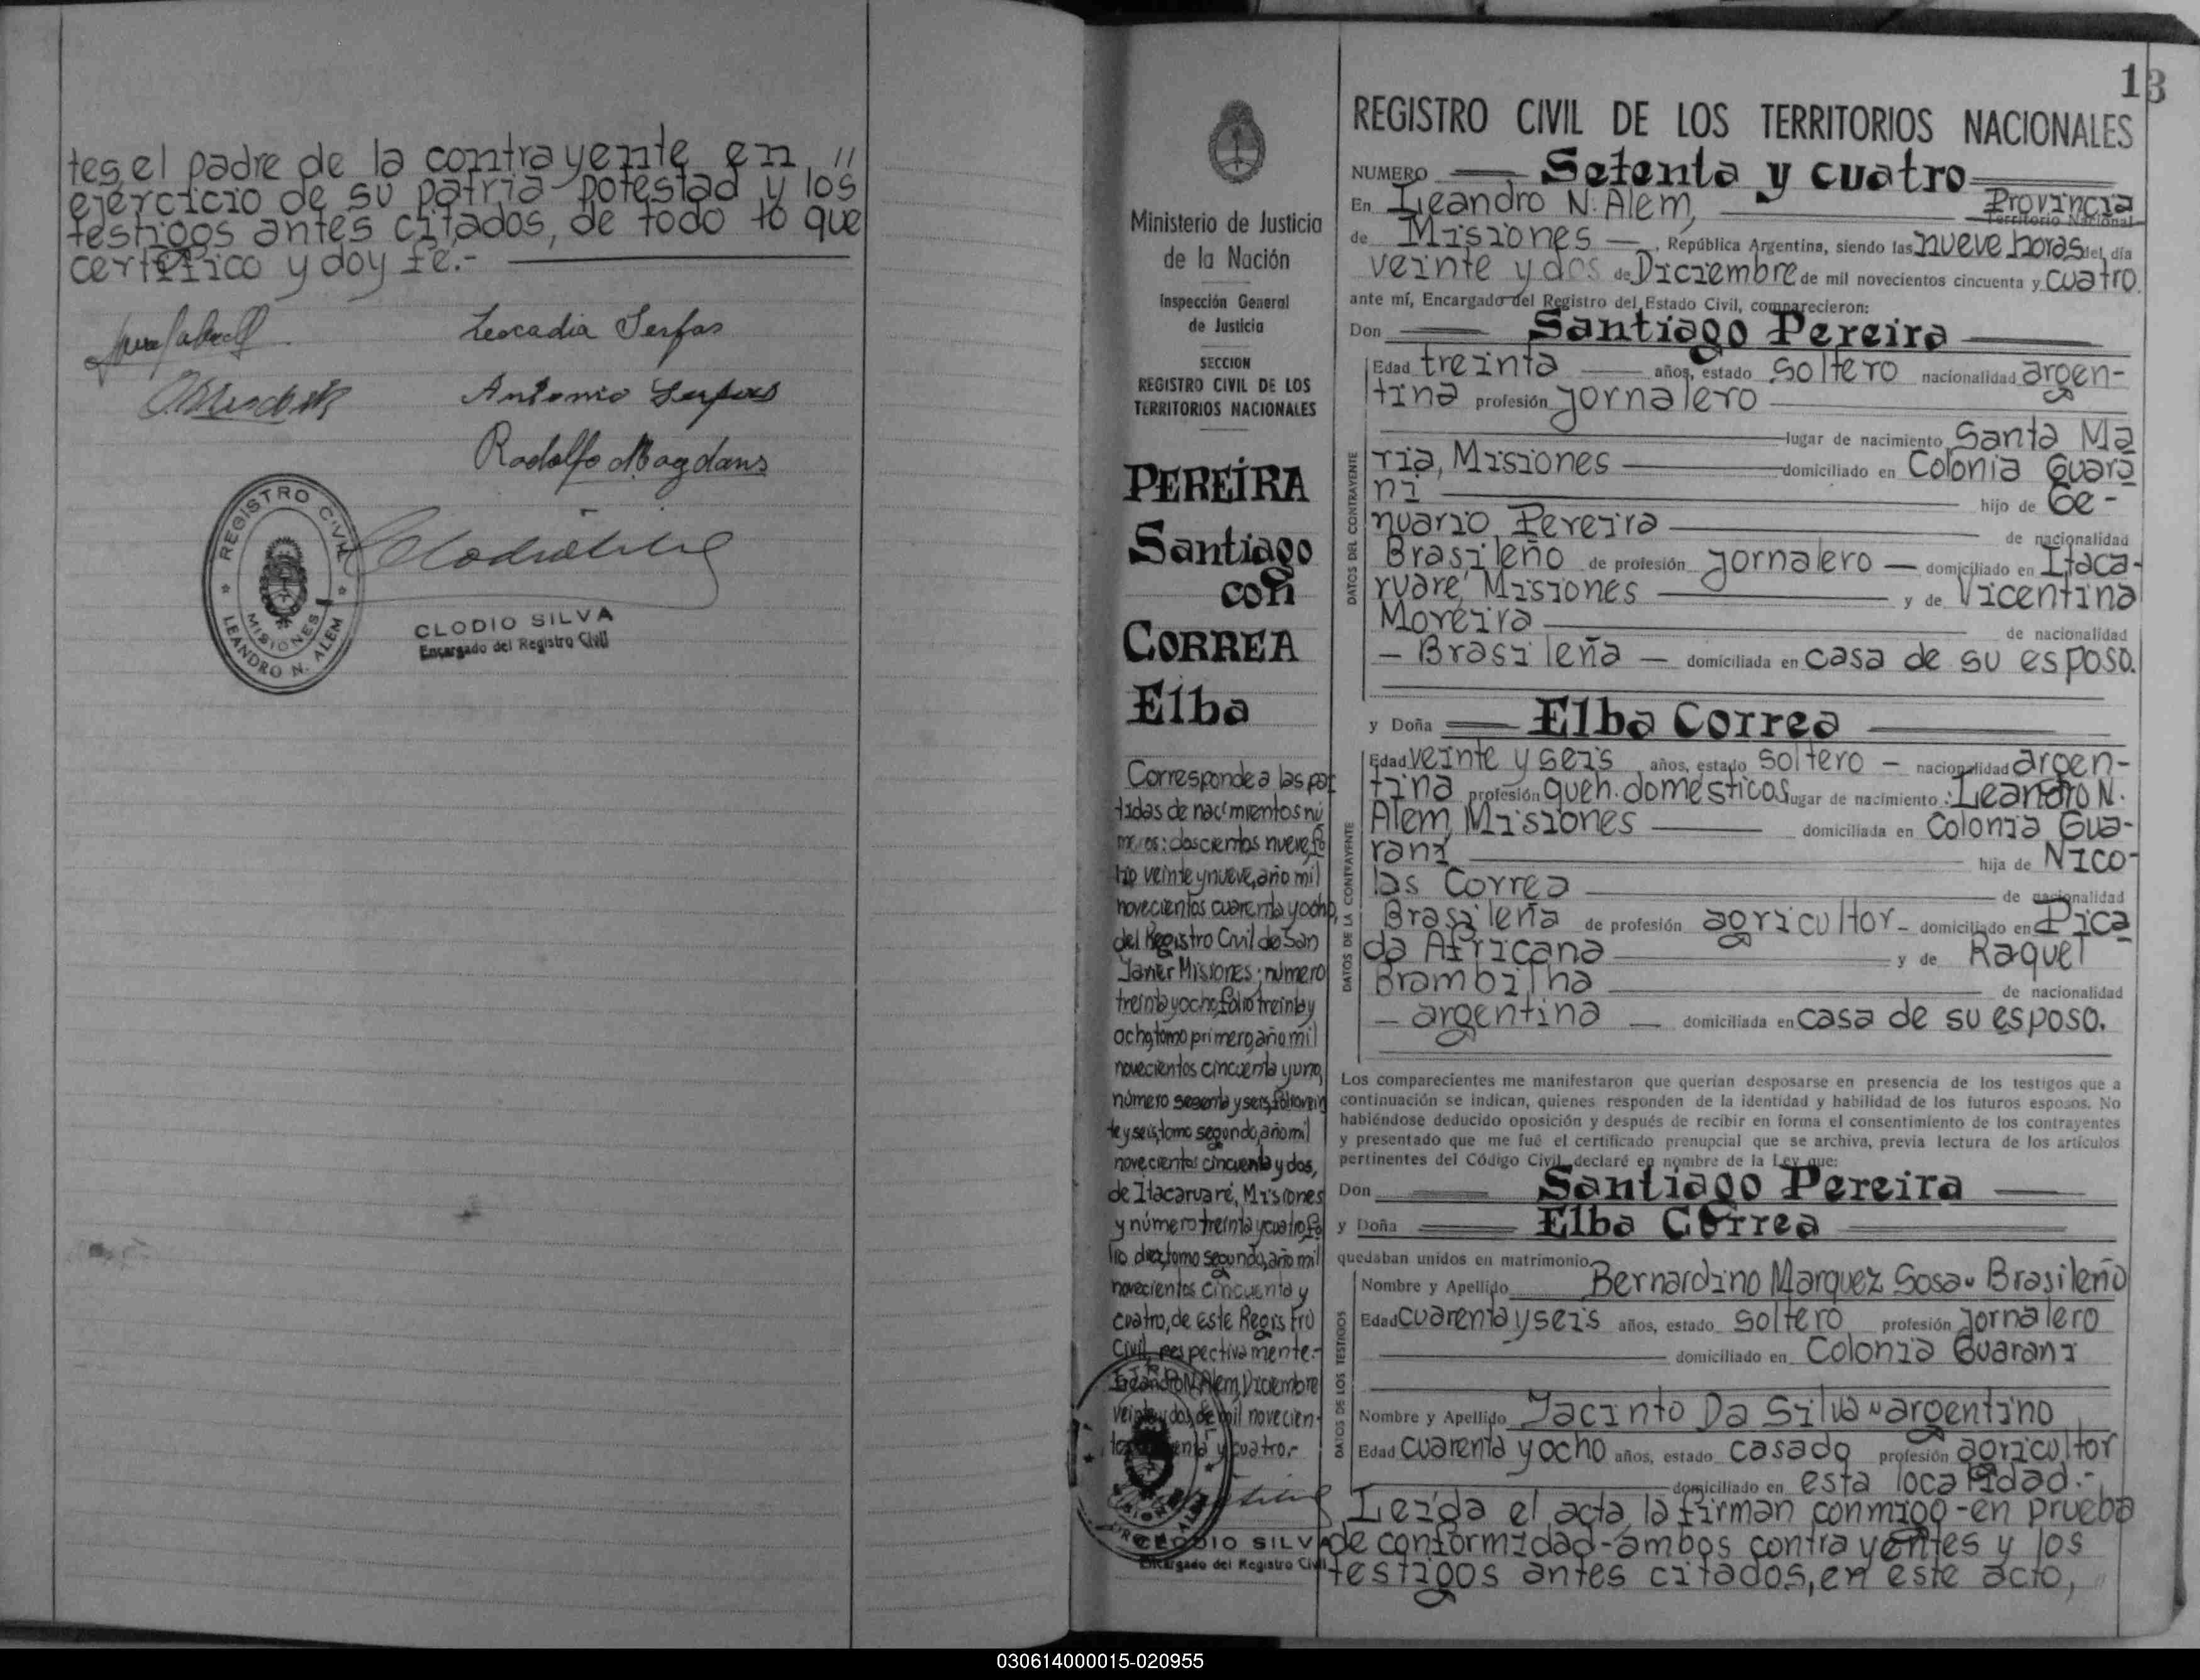 tes el padre de la contrayente en "
ejercicio de su patria potestad y los
testigos antes citados, de todo lo que
certifico y doy fe.-
Leocadia Serfas
Antonio Serfas
Rodolfo Magdans
REGISTRO CIVIL
MISIONES
LEANDRO N. ALEM
CLODIO SILVA
Encargado del Registro Civil
13
Ministerio de Justicia
de la Nación
Inspección General
de Justicia
SECCION
REGISTRO CIVIL DE LOS
TERRITORIOS NACIONALES
PEREIRA
Santiago
con
CORREA
Elba
Corresponde a las par
tidas de nacimientos nú
meros: doscientos nueve, fo
lio veinte y nueve, año mil
novecientos cuarenta y ocho,
del Registro Civil de San
Javier Misiones; número
treinta y ocho, folio treinta y
ocho, tomo primero, año mil
novecientos cincuenta y uno,
número sesenta y seis, folio vein
te y seis, tomo segundo, año mil
novecientos cincuenta y dos,
de Itacaruaré, Misiones
y número treinta y cuatro, fo
lio diez, tomo segundo, año mil
novecientos cincuenta y
cuatro, de este Registro
Civil, respectivamente.-
Leandro N. Alem, Diciembre
veinte y dos de mil novecien-
tos cincuenta y cuatro.-
CLODIO SILVA
Encargado del Registro Civil
REGISTRO CIVIL DE LOS TERRITORIOS NACIONALES
NUMERO Setenta y cuatro
En Leandro N. Alem, Provincia Territorio Nacional
de Misiones, República Argentina, siendo las nueve horas del día
veinte y dos de Diciembre de mil novecientos cincuenta y cuatro.
ante mí, Encargado del Registro del Estado Civil, comparecieron:
Don Santiago Pereira
DATOS DEL CONTRAYENTE
Edad treinta años, estado soltero nacionalidad argen-
tina profesión jornalero
lugar de nacimiento Santa Ma
ria, Misiones domiciliado en Colonia Guara
ni hijo de Ge-
nuario Pereira de nacionalidad
Brasileño de profesión jornalero domiciliado en Itaca-
ruaré, Misiones y de Vicentina
Moreira de nacionalidad
Brasileña domiciliada en casa de su esposo.
y Doña Elba Correa
DATOS DE LA CONTRAYENTE
Edad veinte y seis años, estado soltero nacionalidad argen-
tina profesión queh. domésticos lugar de nacimiento: Leandro N.
Alem, Misiones domiciliada en Colonia Gua-
rani hija de Nico-
las Correa de nacionalidad
Brasileña de profesión agricultor domiciliado en Pica
da Africana y de Raquel
Brambilha de nacionalidad
argentina domiciliada en casa de su esposo.
Los comparecientes me manifestaron que querían desposarse en presencia de los testigos que a
continuación se indican, quienes responden de la identidad y habilidad de los futuros esposos. No
habiéndose deducido oposición y después de recibir en forma el consentimiento de los contrayentes
y presentado que me fué el certificado prenupcial que se archiva, previa lectura de los artículos
pertinentes del Código Civil, declaré en nombre de la Ley que:
Don Santiago Pereira
y Doña Elba Correa
quedaban unidos en matrimonio.
DATOS DE LOS TESTIGOS
Nombre y Apellido Bernardino Marquez Sosa - Brasileño
Edad cuarenta y seis años, estado soltero profesión jornalero
domiciliado en Colonia Guarani
Nombre y Apellido Jacinto Da Silva - argentino
Edad cuarenta y ocho años, estado casado profesión agricultor
domiciliado en esta localidad.-
Leída el acta, la firman conmigo - en prueba
de conformidad - ambos contrayentes y los
testigos antes citados, en este acto, "
030614000015-020955